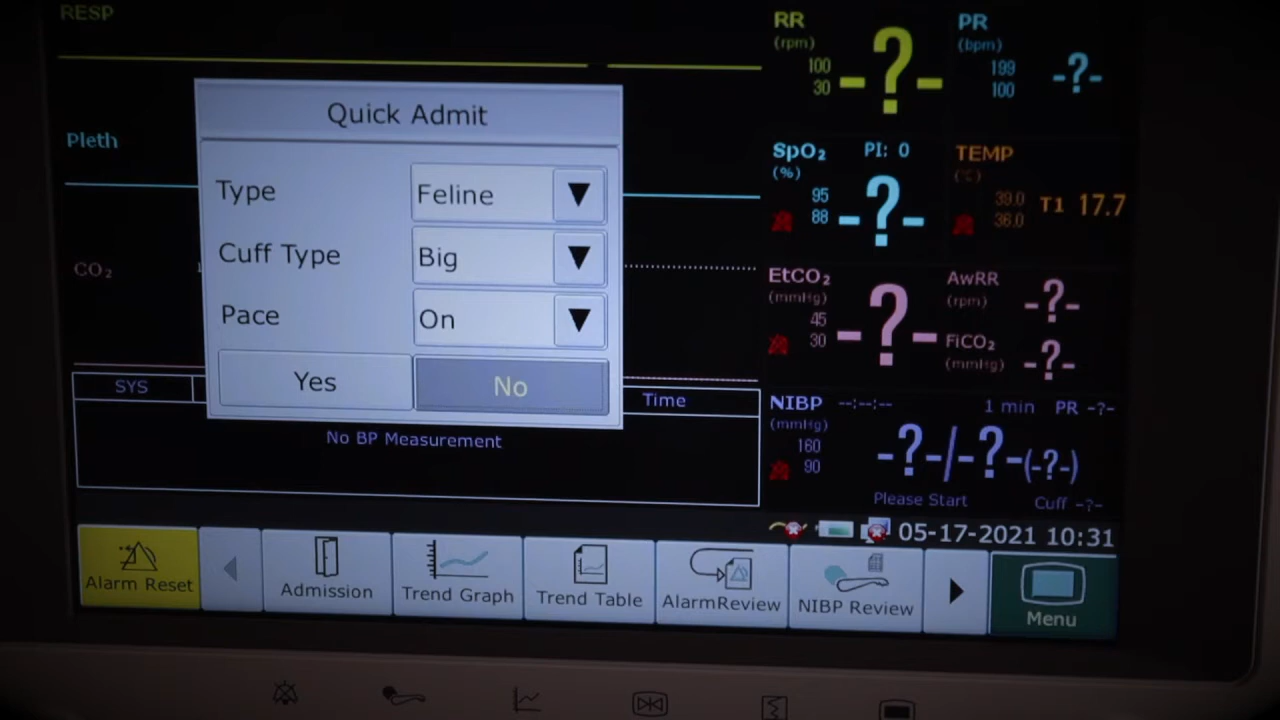 RESP
Pleth
CO₂
Quick Admit
Type Feline
Cuff Type Big
Pace On
Yes No
SYS Time
No BP Measurement
RR
(rpm)
100
30
-?-
PR
(bpm)
199
100
-?-
SpO₂ PI: 0
(%)
95
88
-?-
TEMP
(°C)
39.0
36.0
T1 17.7
EtCO₂
(mmHg)
45
30
-?-
AwRR
(rpm)
-?-
FiCO₂
(mmHg)
-?-
NIBP --:--:-- 1 min PR -?-
(mmHg)
160
90
-?-/-?-(-?-)
Please Start Cuff -?-
05-17-2021 10:31
Alarm Reset
Admission
Trend Graph
Trend Table
AlarmReview
NIBP Review
Menu